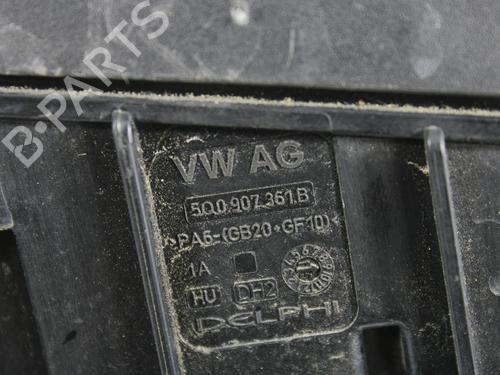 B-PARTS
VW AG
5Q0.907.361.B
>PA6-(GB20+GF10)<
1A
HU DH2
DELPHI